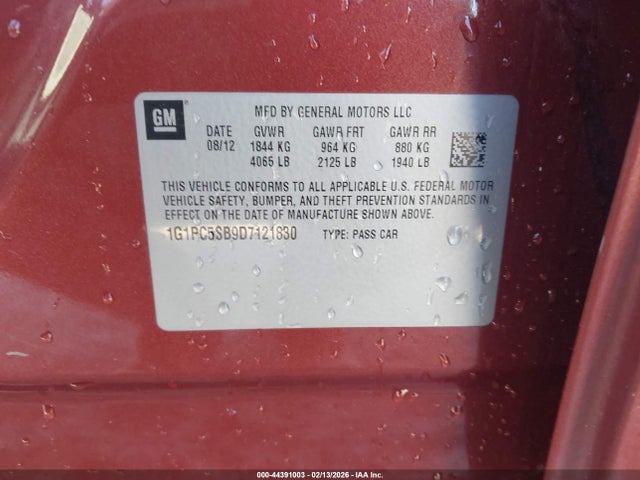 GM
MFD BY GENERAL MOTORS LLC
DATE GVWR GAWR FRT GAWR RR
08/12 1844 KG 964 KG 880 KG
4065 LB 2125 LB 1940 LB
THIS VEHICLE CONFORMS TO ALL APPLICABLE U.S. FEDERAL MOTOR
VEHICLE SAFETY, BUMPER, AND THEFT PREVENTION STANDARDS IN
EFFECT ON THE DATE OF MANUFACTURE SHOWN ABOVE.
1G1PC5SB9D7121830 TYPE: PASS CAR
000-44391003 - 02/13/2026 - IAA Inc.